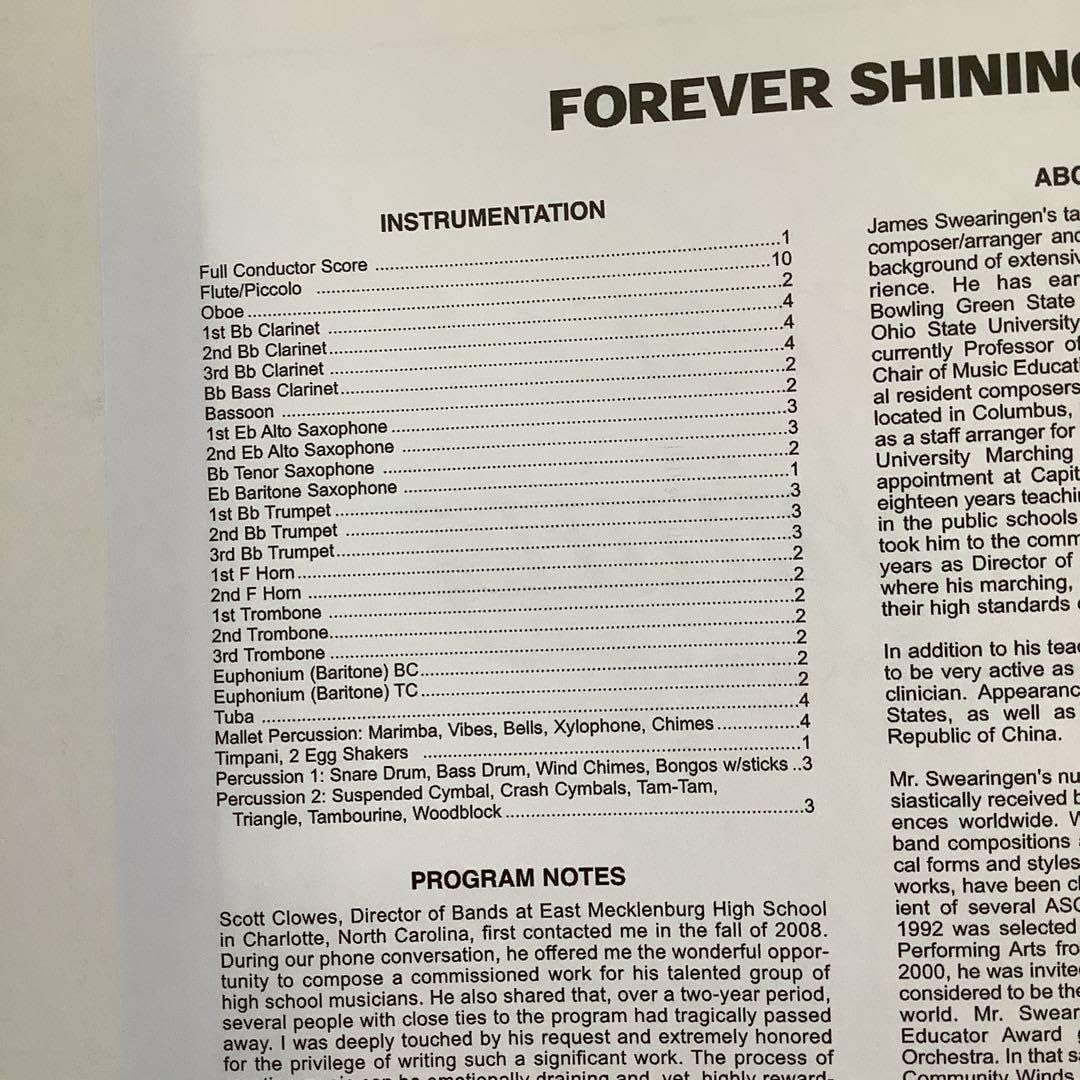 FOREVER SHININ
INSTRUMENTATION
Full Conductor Score ........................................................1
Flute/Piccolo ........................................................10
Oboe........................................................2
1st Bb Clarinet ........................................................4
2nd Bb Clarinet........................................................4
3rd Bb Clarinet ........................................................4
Bb Bass Clarinet........................................................2
Bassoon ........................................................2
1st Eb Alto Saxophone ........................................................3
2nd Eb Alto Saxophone ........................................................3
Bb Tenor Saxophone ........................................................2
Eb Baritone Saxophone ........................................................1
1st Bb Trumpet ........................................................3
2nd Bb Trumpet ........................................................3
3rd Bb Trumpet........................................................3
1st F Horn........................................................2
2nd F Horn ........................................................2
1st Trombone ........................................................2
2nd Trombone........................................................2
3rd Trombone ........................................................2
Euphonium (Baritone) BC........................................................2
Euphonium (Baritone) TC........................................................2
Tuba ........................................................4
Mallet Percussion: Marimba, Vibes, Bells, Xylophone, Chimes..............4
Timpani, 2 Egg Shakers ........................................................1
Percussion 1: Snare Drum, Bass Drum, Wind Chimes, Bongos w/sticks ..3
Percussion 2: Suspended Cymbal, Crash Cymbals, Tam-Tam,
Triangle, Tambourine, Woodblock........................................................3
PROGRAM NOTES
Scott Clowes, Director of Bands at East Mecklenburg High School
in Charlotte, North Carolina, first contacted me in the fall of 2008.
During our phone conversation, he offered me the wonderful oppor-
tunity to compose a commissioned work for his talented group of
high school musicians. He also shared that, over a two-year period,
several people with close ties to the program had tragically passed
away. I was deeply touched by his request and extremely honored
for the privilege of writing such a significant work. The process of
can be emotionally draining and, yet, highly reward-
ABO
James Swearingen's ta
composer/arranger and
background of extensiv
rience. He has ear
Bowling Green State
Ohio State University
currently Professor of
Chair of Music Educati
al resident composers
located in Columbus,
as a staff arranger for
University Marching
appointment at Capit
eighteen years teachin
in the public schools
took him to the comm
years as Director of
where his marching,
their high standards
In addition to his teac
to be very active as
clinician. Appearanc
States, as well as
Republic of China.
Mr. Swearingen's nu
siastically received b
ences worldwide. W
band compositions a
cal forms and styles
works, have been cl
ient of several ASC
1992 was selected
Performing Arts fro
2000, he was invited
considered to be the
world. Mr. Swear
Educator Award
Orchestra. In that sa
Community Winds